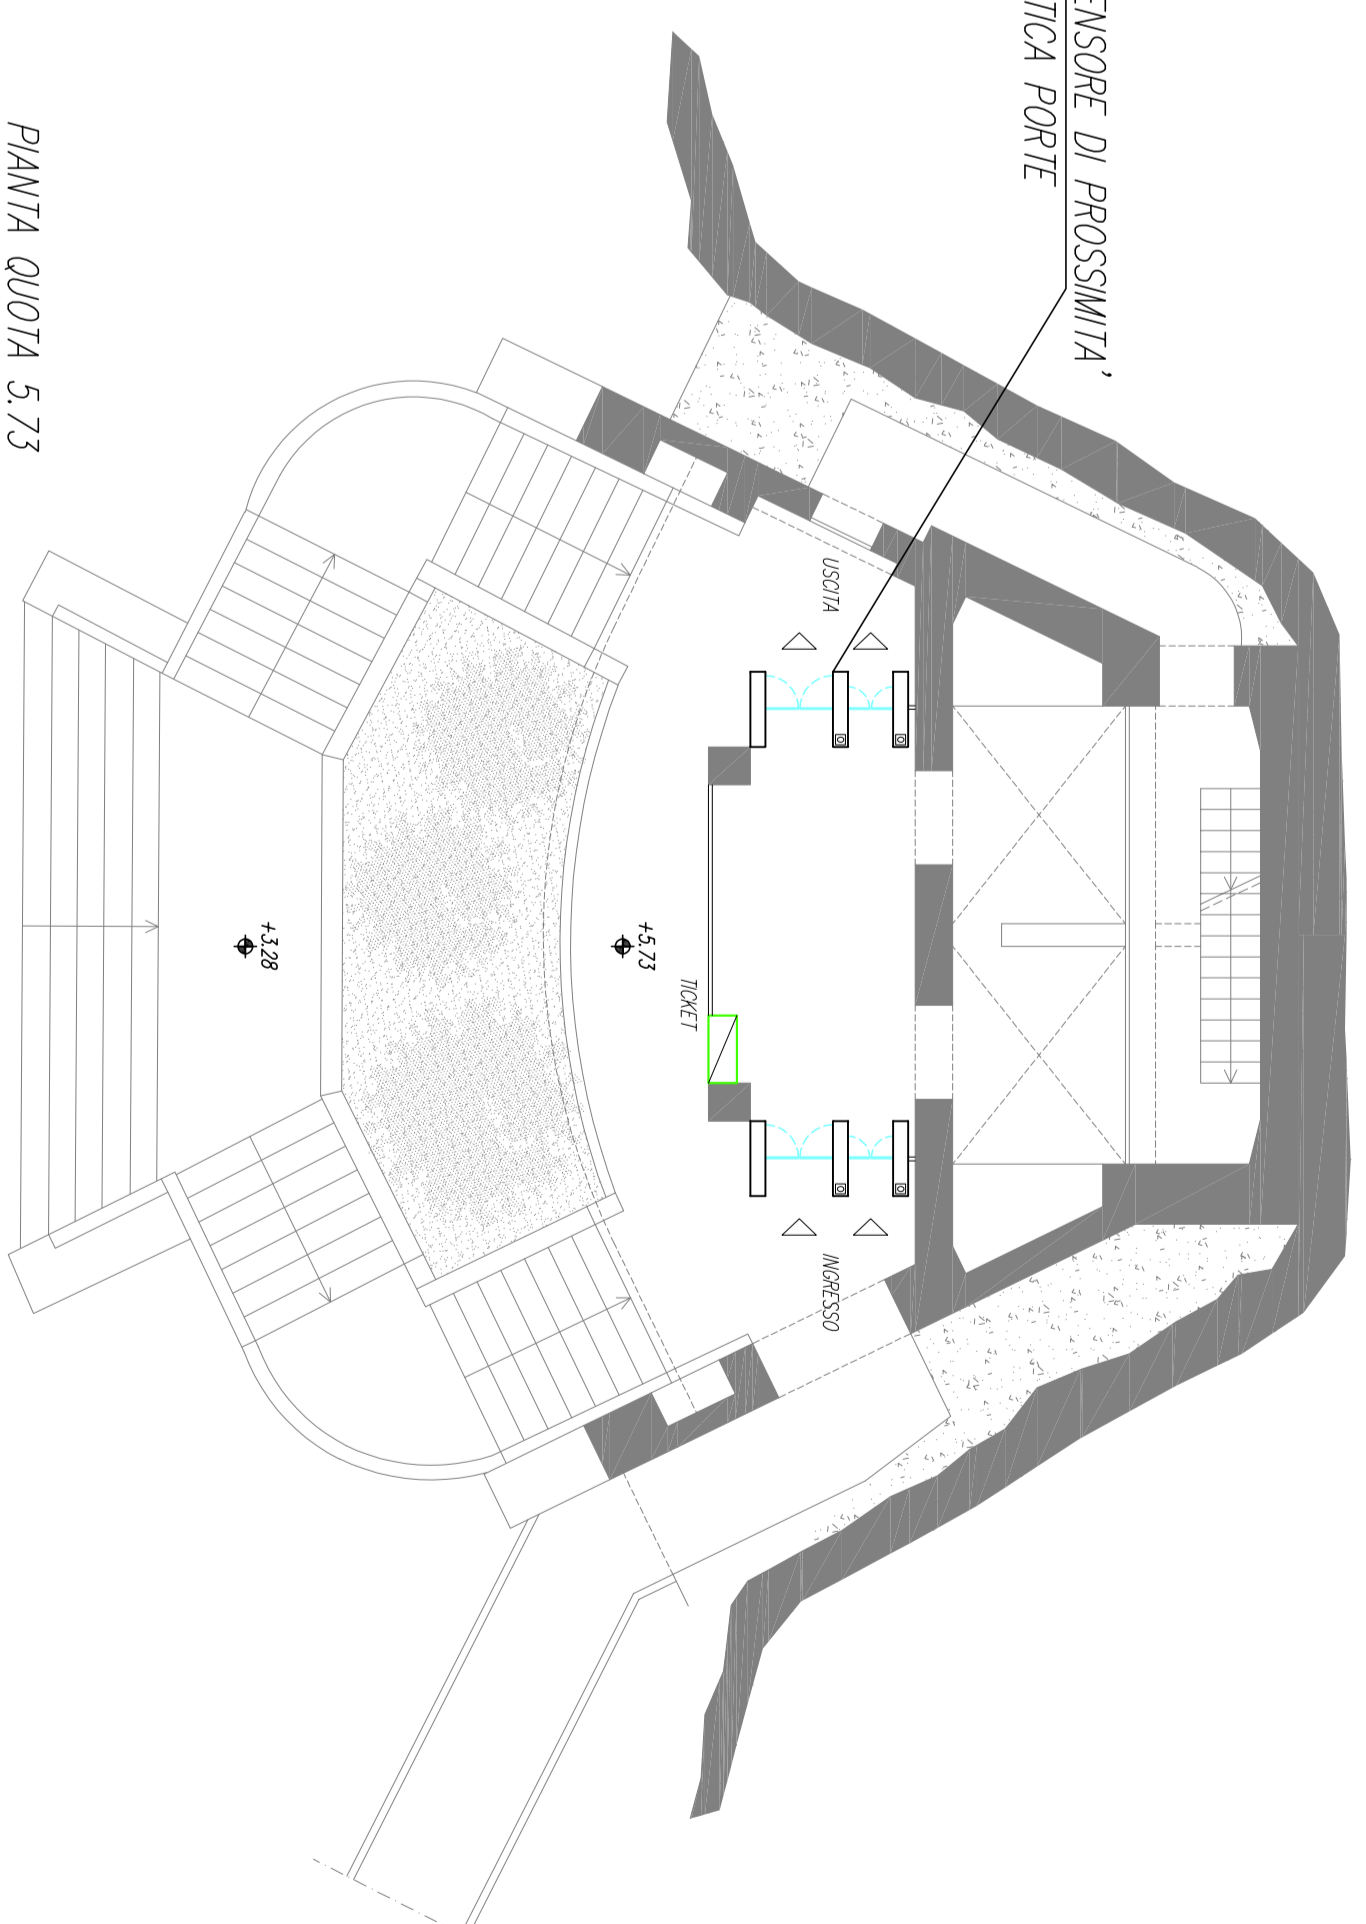 ENSORE DI PROSSIMITA'
TICA PORTE
USCITA
+5.73
+3.28
TICKET
INGRESSO
PIANTA QUOTA 5.73